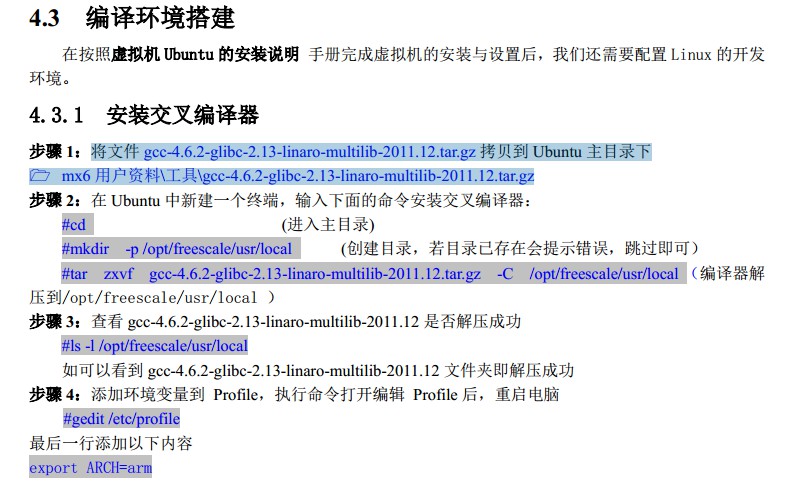 4.3 编译环境搭建
在按照虚拟机 Ubuntu 的安装说明 手册完成虚拟机的安装与设置后，我们还需要配置 Linux 的开发
环境。
4.3.1 安装交叉编译器
步骤 1：将文件 gcc-4.6.2-glibc-2.13-linaro-multilib-2011.12.tar.gz 拷贝到 Ubuntu 主目录下
mx6 用户资料\工具\gcc-4.6.2-glibc-2.13-linaro-multilib-2011.12.tar.gz
步骤 2：在 Ubuntu 中新建一个终端，输入下面的命令安装交叉编译器：
#cd (进入主目录)
#mkdir -p /opt/freescale/usr/local (创建目录，若目录已存在会提示错误，跳过即可）
#tar zxvf gcc-4.6.2-glibc-2.13-linaro-multilib-2011.12.tar.gz -C /opt/freescale/usr/local（编译器解
压到/opt/freescale/usr/local ）
步骤 3：查看 gcc-4.6.2-glibc-2.13-linaro-multilib-2011.12 是否解压成功
#ls -l /opt/freescale/usr/local
如可以看到 gcc-4.6.2-glibc-2.13-linaro-multilib-2011.12 文件夹即解压成功
步骤 4：添加环境变量到 Profile，执行命令打开编辑 Profile 后，重启电脑
#gedit /etc/profile
最后一行添加以下内容
export ARCH=arm